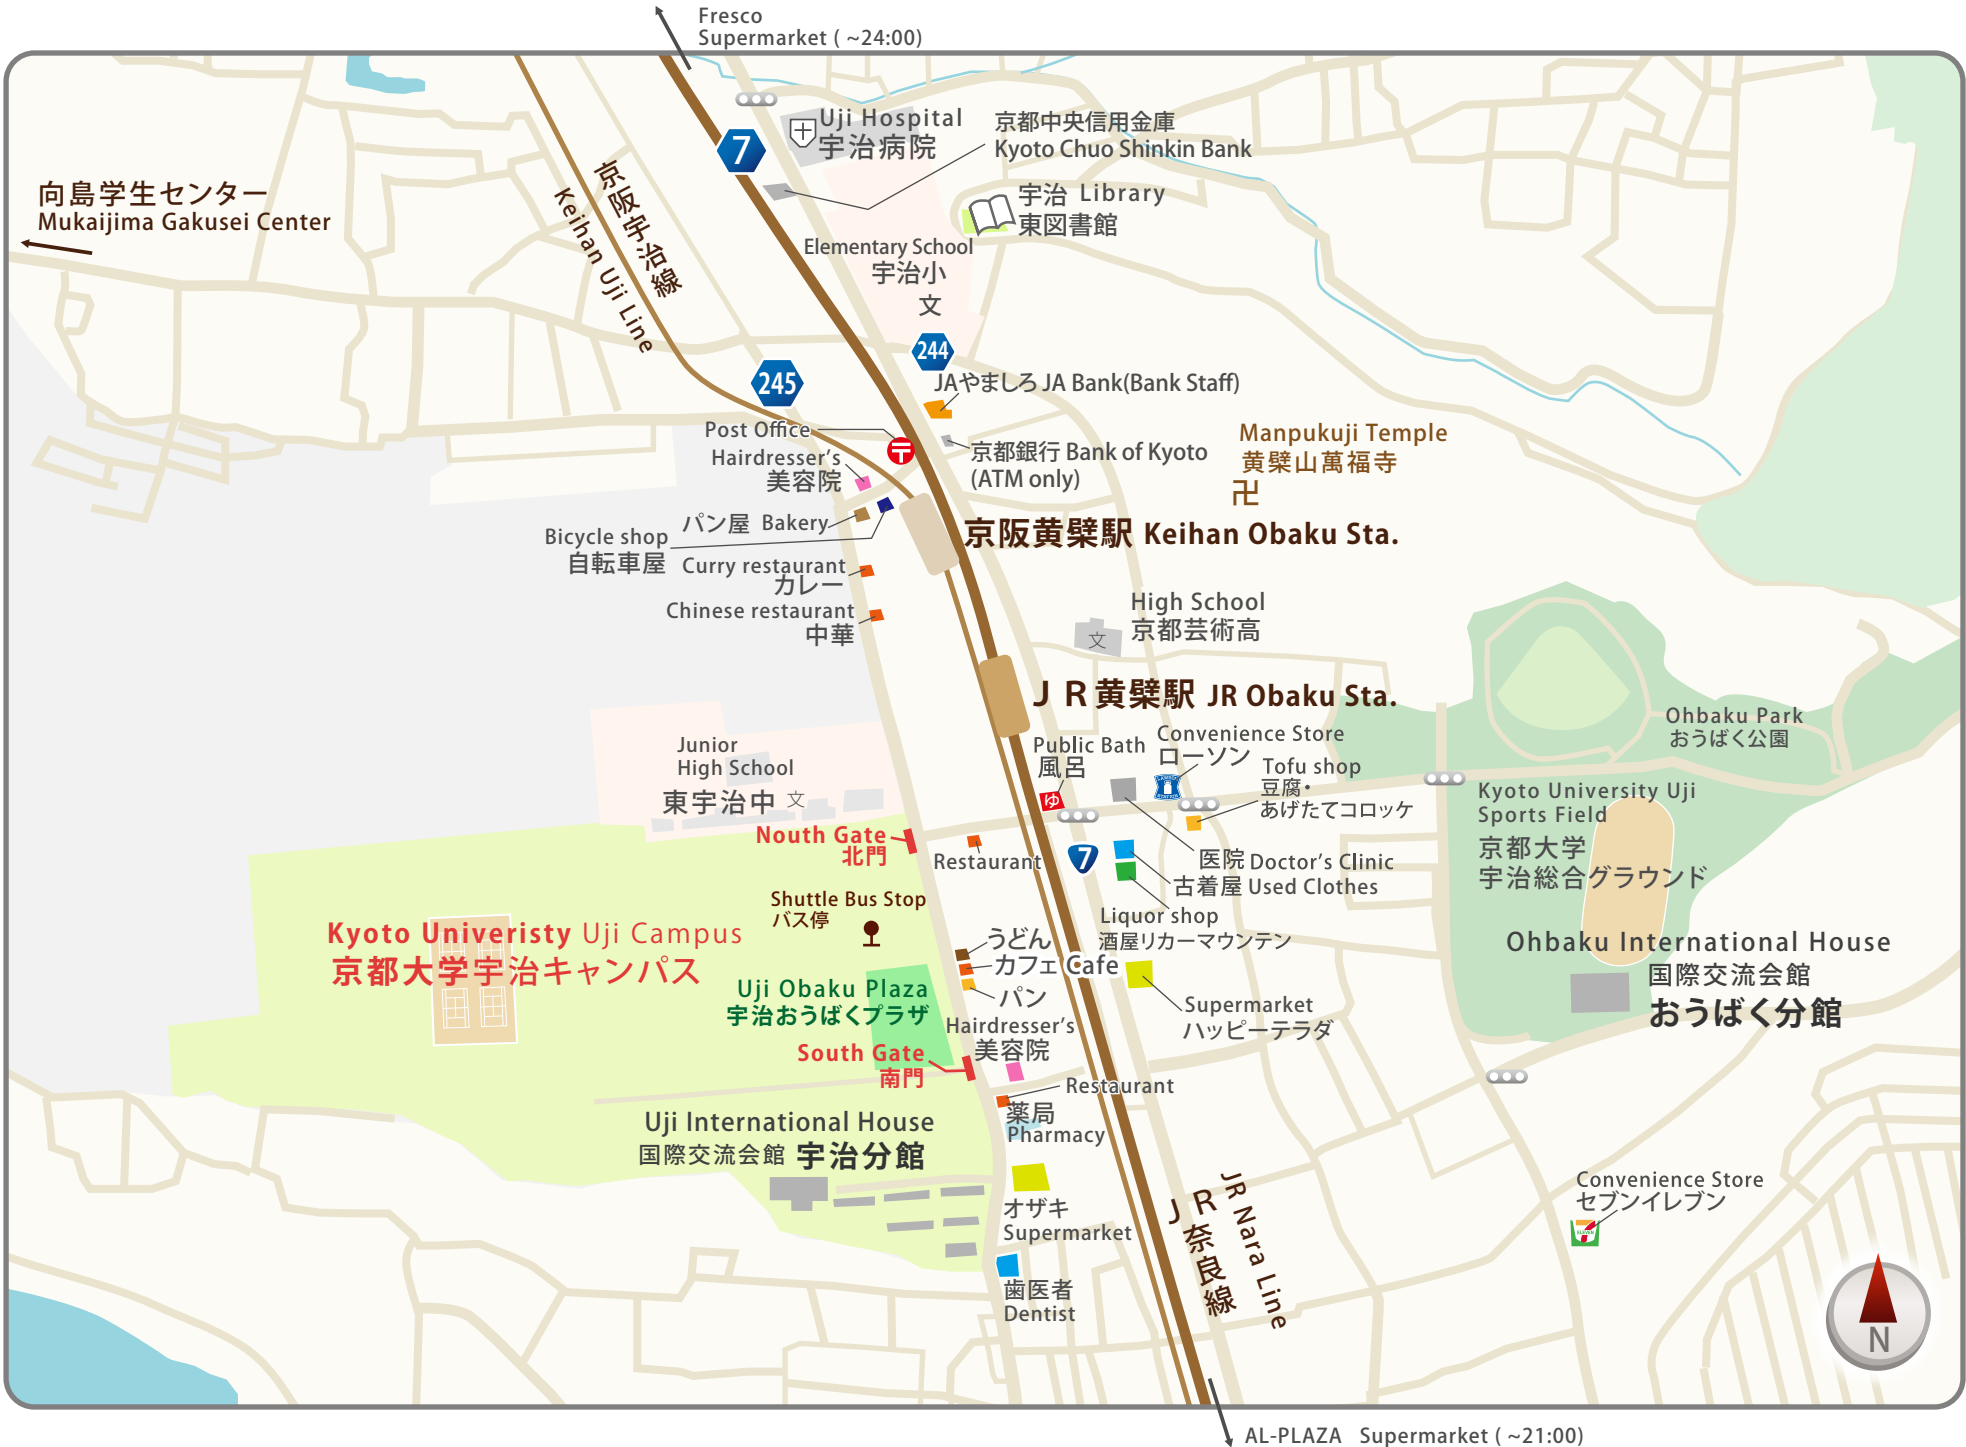 Fresco
Supermarket ( ~24:00)
7
Uji Hospital
宇治病院
京都中央信用金庫
Kyoto Chuo Shinkin Bank
向島学生センター
Mukaijima Gakusei Center
京阪宇治線
Keihan Uji Line
宇治 Library
東図書館
Elementary School
宇治小
文
244
245
JAやましろ JA Bank(Bank Staff)
Post Office
Hairdresser's
美容院
京都銀行 Bank of Kyoto
(ATM only)
Manpukuji Temple
黄檗山萬福寺
卍
パン屋 Bakery
Bicycle shop
自転車屋
京阪黄檗駅 Keihan Obaku Sta.
Curry restaurant
カレー
Chinese restaurant
中華
High School
京都芸術高
文
ＪＲ黄檗駅 JR Obaku Sta.
Ohbaku Park
おうばく公園
Junior
High School
東宇治中 文
Public Bath
風呂
ゆ
Convenience Store
ローソン
Tofu shop
豆腐・
あげたてコロッケ
Kyoto University Uji
Sports Field
京都大学
宇治総合グラウンド
Nouth Gate
北門
Restaurant
7
医院 Doctor's Clinic
古着屋 Used Clothes
Liquor shop
酒屋リカーマウンテン
Shuttle Bus Stop
バス停
Kyoto Univeristy Uji Campus
京都大学宇治キャンパス
うどん
カフェ Cafe
パン
Uji Obaku Plaza
宇治おうばくプラザ
Hairdresser's
美容院
South Gate
南門
Supermarket
ハッピーテラダ
Ohbaku International House
国際交流会館
おうばく分館
Restaurant
薬局
Pharmacy
Uji International House
国際交流会館 宇治分館
オザキ
Supermarket
歯医者
Dentist
ＪＲ奈良線
JR Nara Line
Convenience Store
セブンイレブン
N
AL-PLAZA Supermarket ( ~21:00)